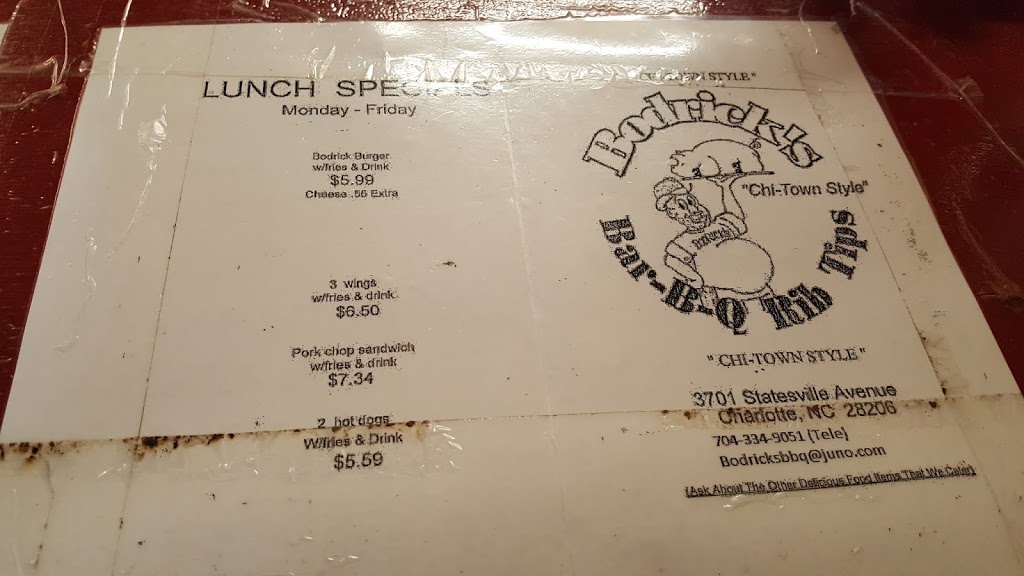 LUNCH SPECIALS
Monday - Friday
Bodrick Burger
w/fries & Drink
$5.99
Cheese .55 Extra
3 wings
w/fries & drink
$6.50
Pork chop sandwich
w/fries & drink
$7.34
2 hot dogs
W/fries & Drink
$5.59
CHI-TOWN STYLE"
Bodrick's
"Chi-Town Style"
Bar-B-Q Rib Tips
" CHI-TOWN STYLE "
3701 Statesville Avenue
Charlotte, NC 28206
704-334-9051 (Tele)
Bodricksbbq@juno.com
(Ask About The Other Delicious Food Items That We Cater)